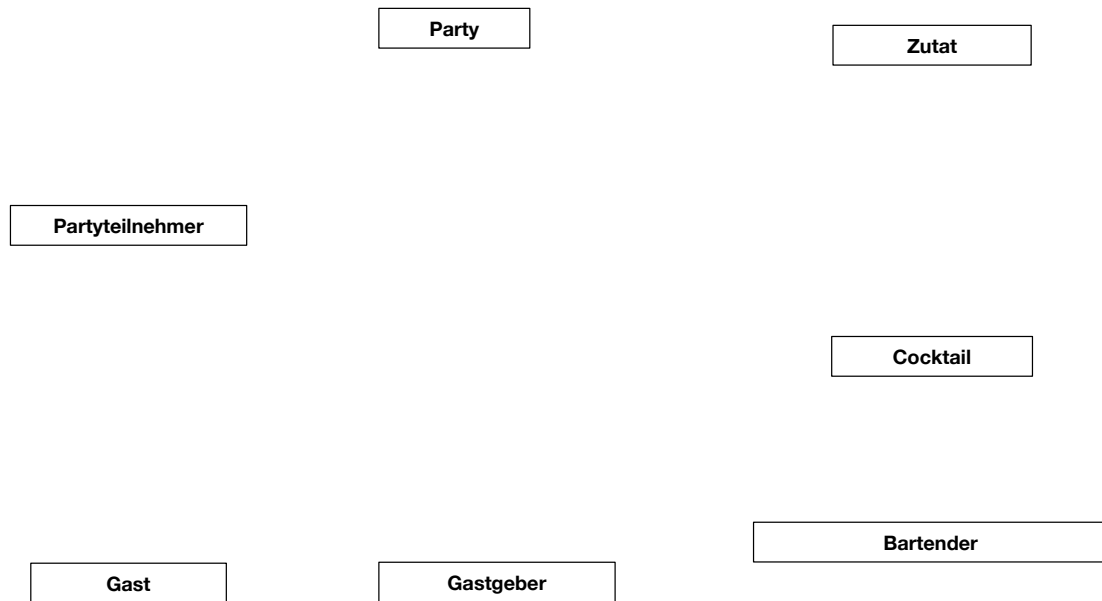 Party
Zutat
Partyteilnehmer
Cocktail
Bartender
Gast
Gastgeber